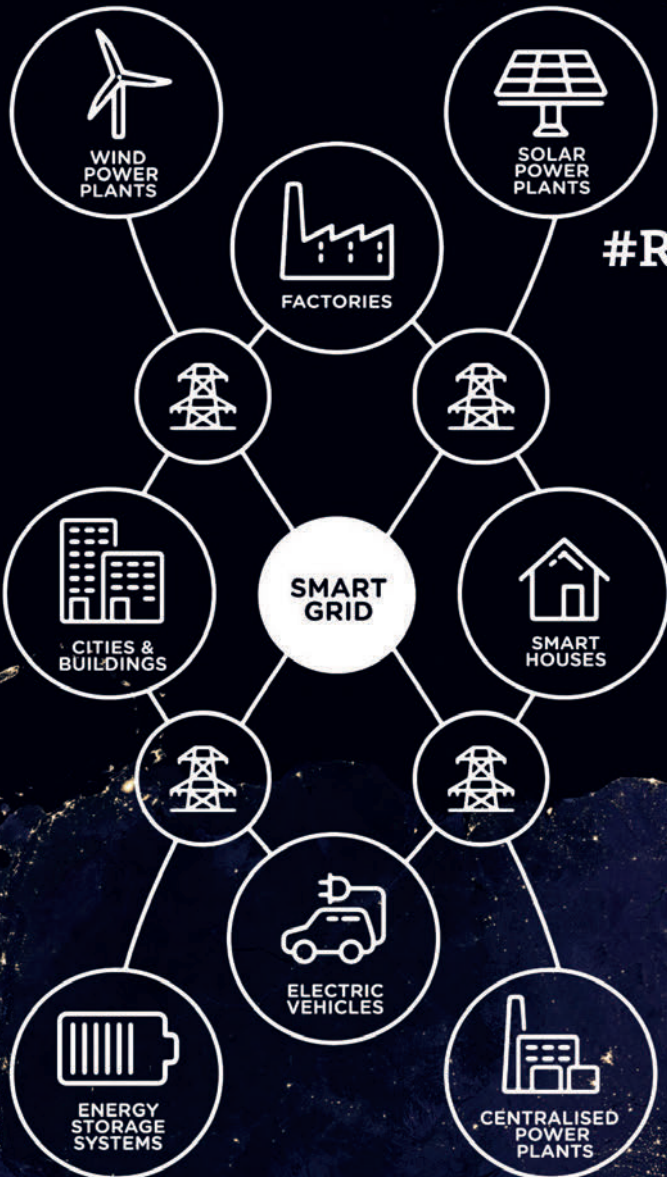 WIND
POWER
PLANTS
SOLAR
POWER
PLANTS
#R
FACTORIES
SMART
GRID
CITIES &
BUILDINGS
SMART
HOUSES
ELECTRIC
VEHICLES
ENERGY
STORAGE
SYSTEMS
CENTRALISED
POWER
PLANTS